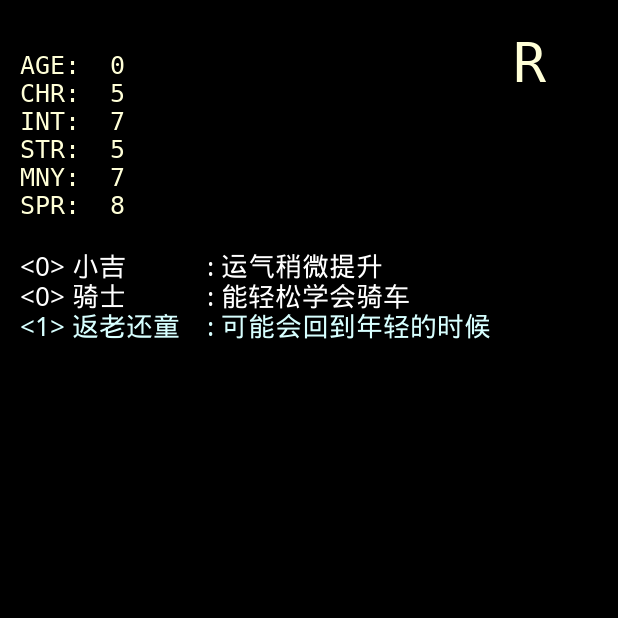 R
AGE: 0
CHR: 5
INT: 7
STR: 5
MNY: 7
SPR: 8
<0> 小吉 : 运气稍微提升
<0> 骑士 : 能轻松学会骑车
<1> 返老还童 : 可能会回到年轻的时候